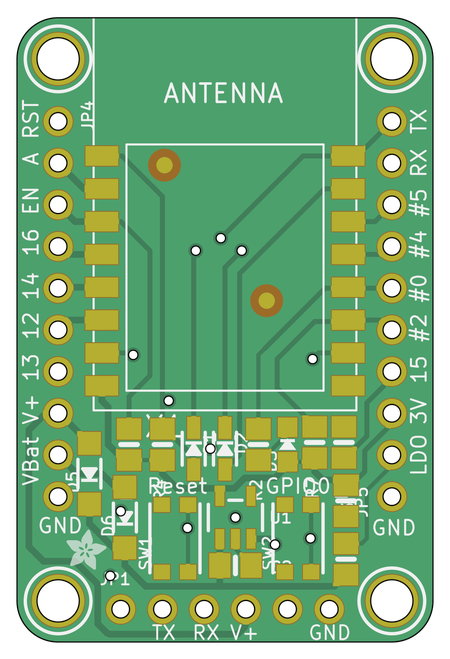 ANTENNA
RST
JP4
TX
A
RX
EN
#5
16
#4
14
#0
12
#2
13
15
V+
3V
VBat
LDO
D7
Reset
GPIO0
D6
U1
JP5
GND
GND
SW1
SW2
JP1
TX RX V+ GND